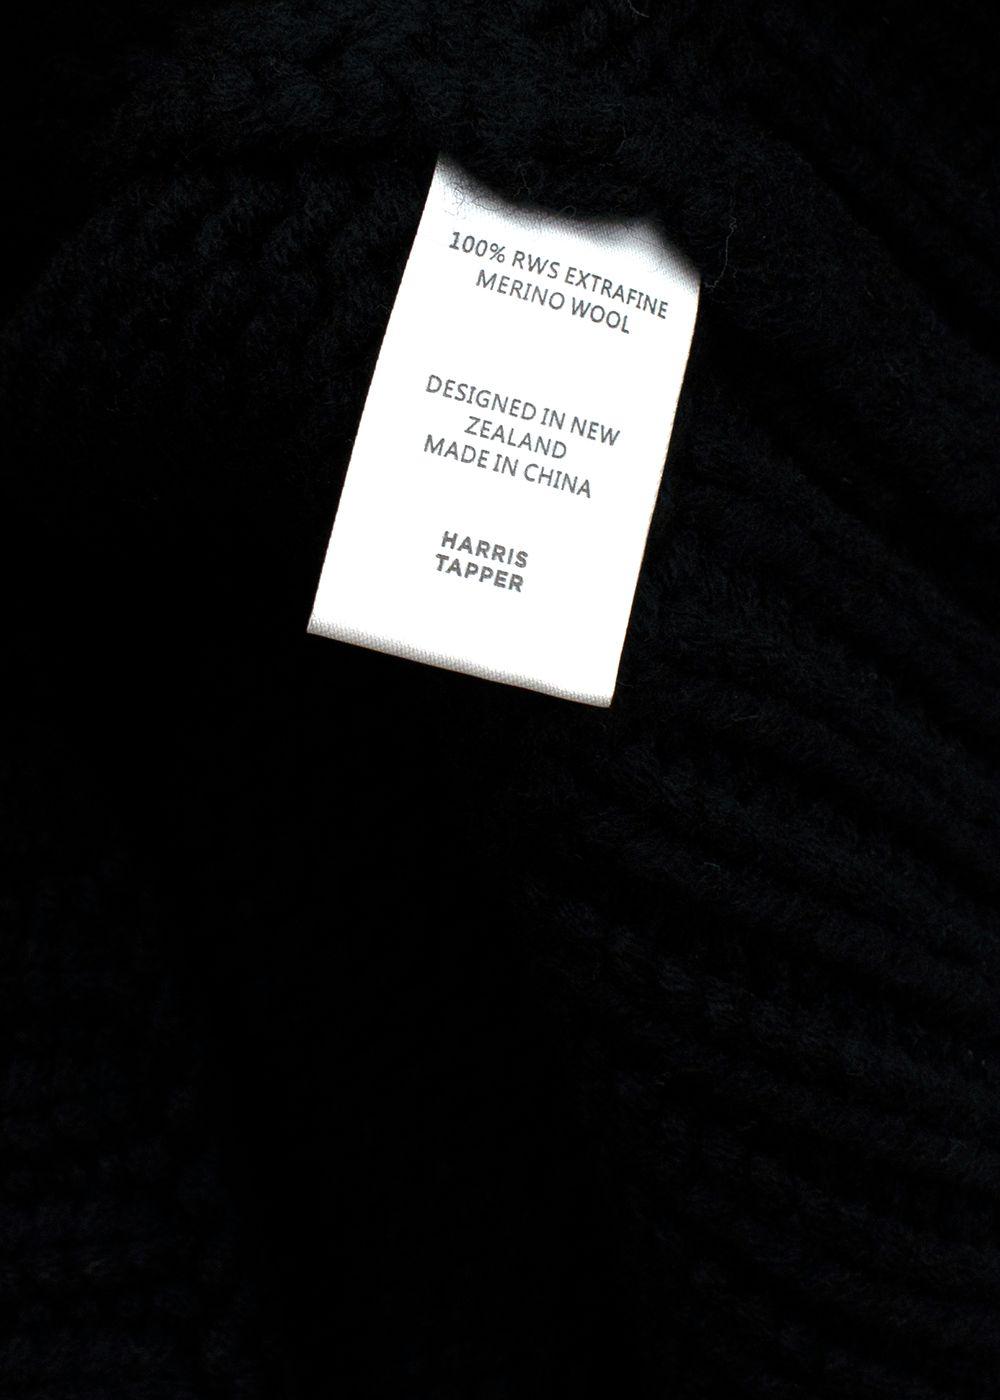 100% RWS EXTRAFINE
MERINO WOOL
DESIGNED IN NEW
ZEALAND
MADE IN CHINA
HARRIS
TAPPER